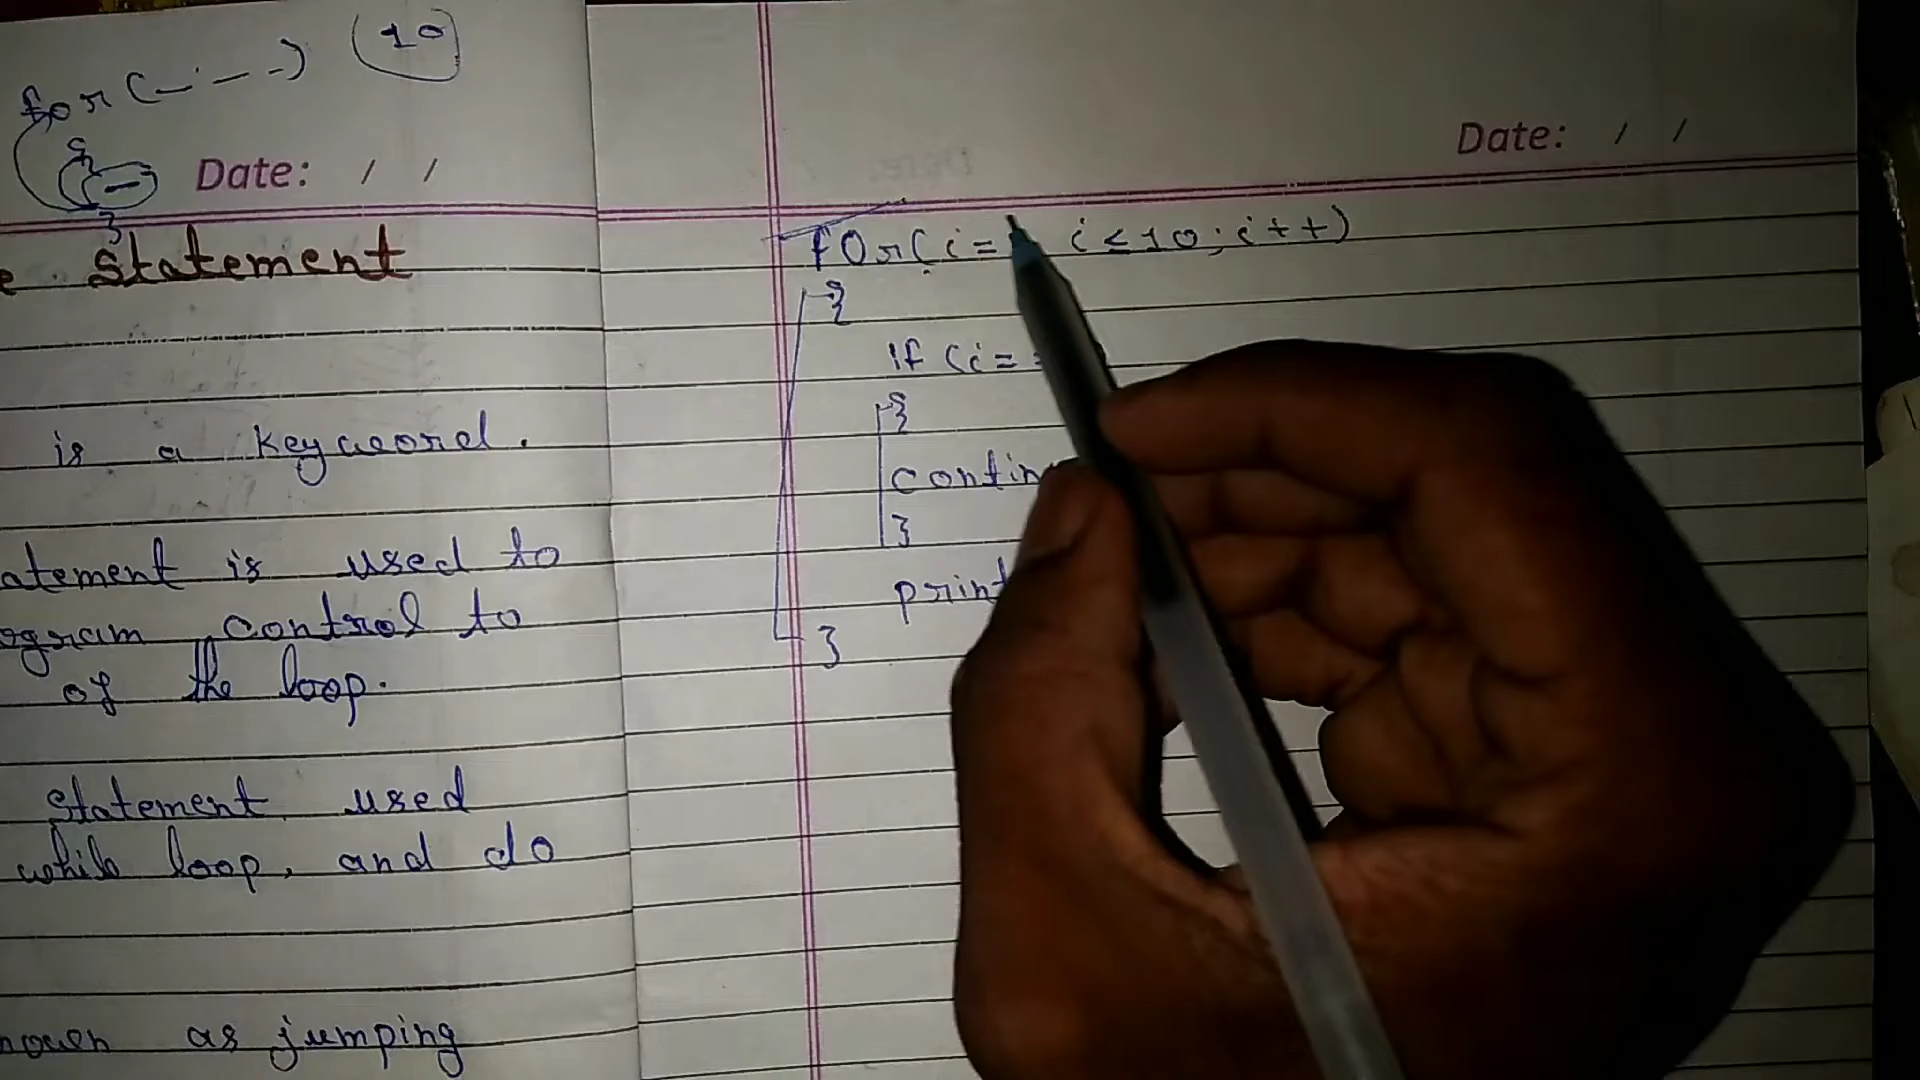 for(-----) 10
{-
}
Date: / /
e statement
is a keyword.
atement is used to
ogram control to
of the loop.
statement used
while loop, and do
as jumping
Date: / /
for(i= i≤10; i++)
{
if (i=
{
contin
}
print
}